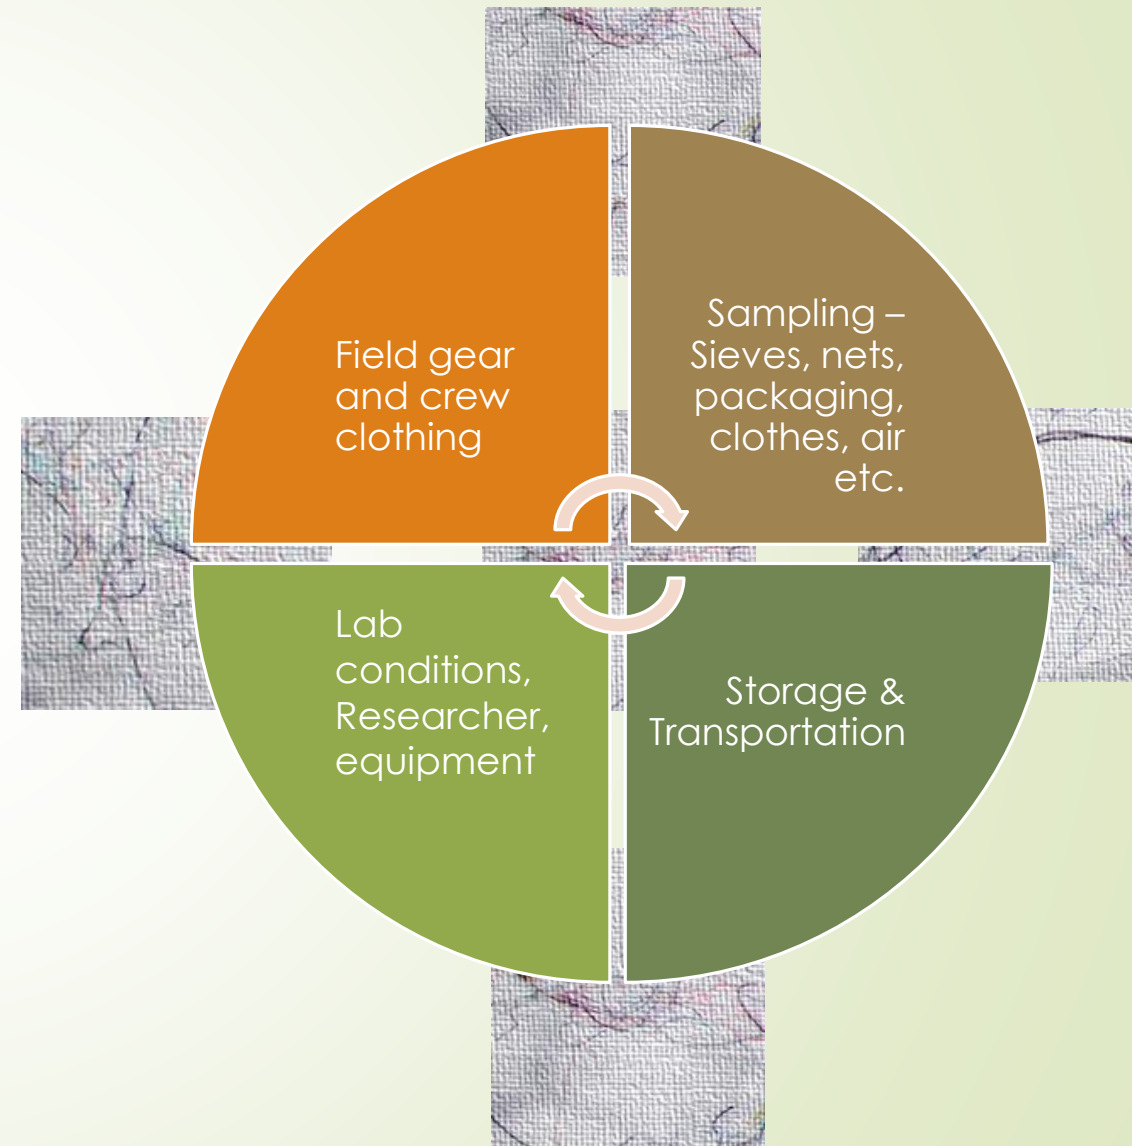 Field gear
and crew
clothing
Sampling –
Sieves, nets,
packaging,
clothes, air
etc.
Lab
conditions,
Researcher,
equipment
Storage &
Transportation